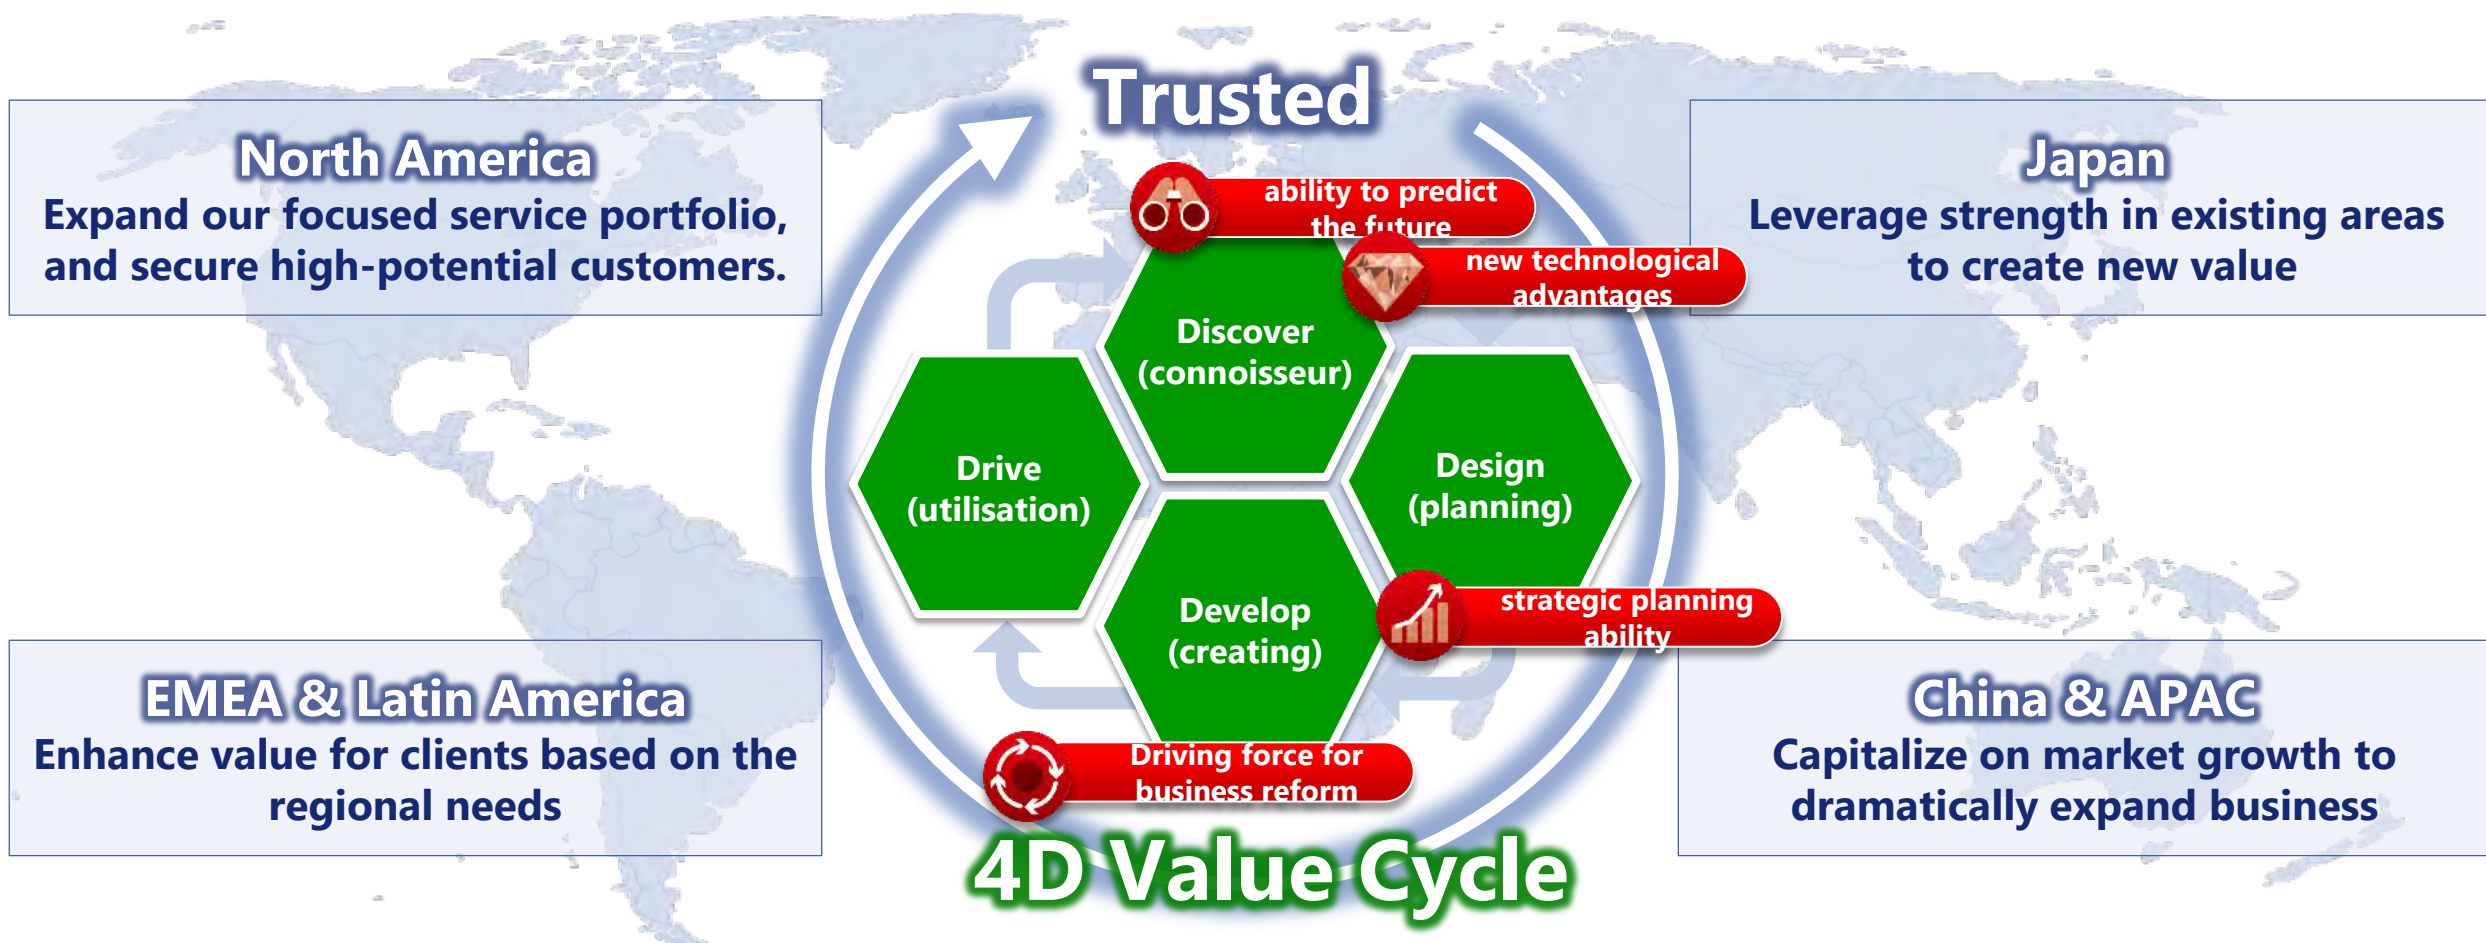 Trusted
North America
Expand our focused service portfolio,
and secure high-potential customers.
Japan
Leverage strength in existing areas
to create new value
ability to predict
the future
new technological
advantages
Discover
(connoisseur)
Drive
(utilisation)
Design
(planning)
Develop
(creating)
strategic planning
ability
EMEA & Latin America
Enhance value for clients based on the
regional needs
China & APAC
Capitalize on market growth to
dramatically expand business
Driving force for
business reform
4D Value Cycle